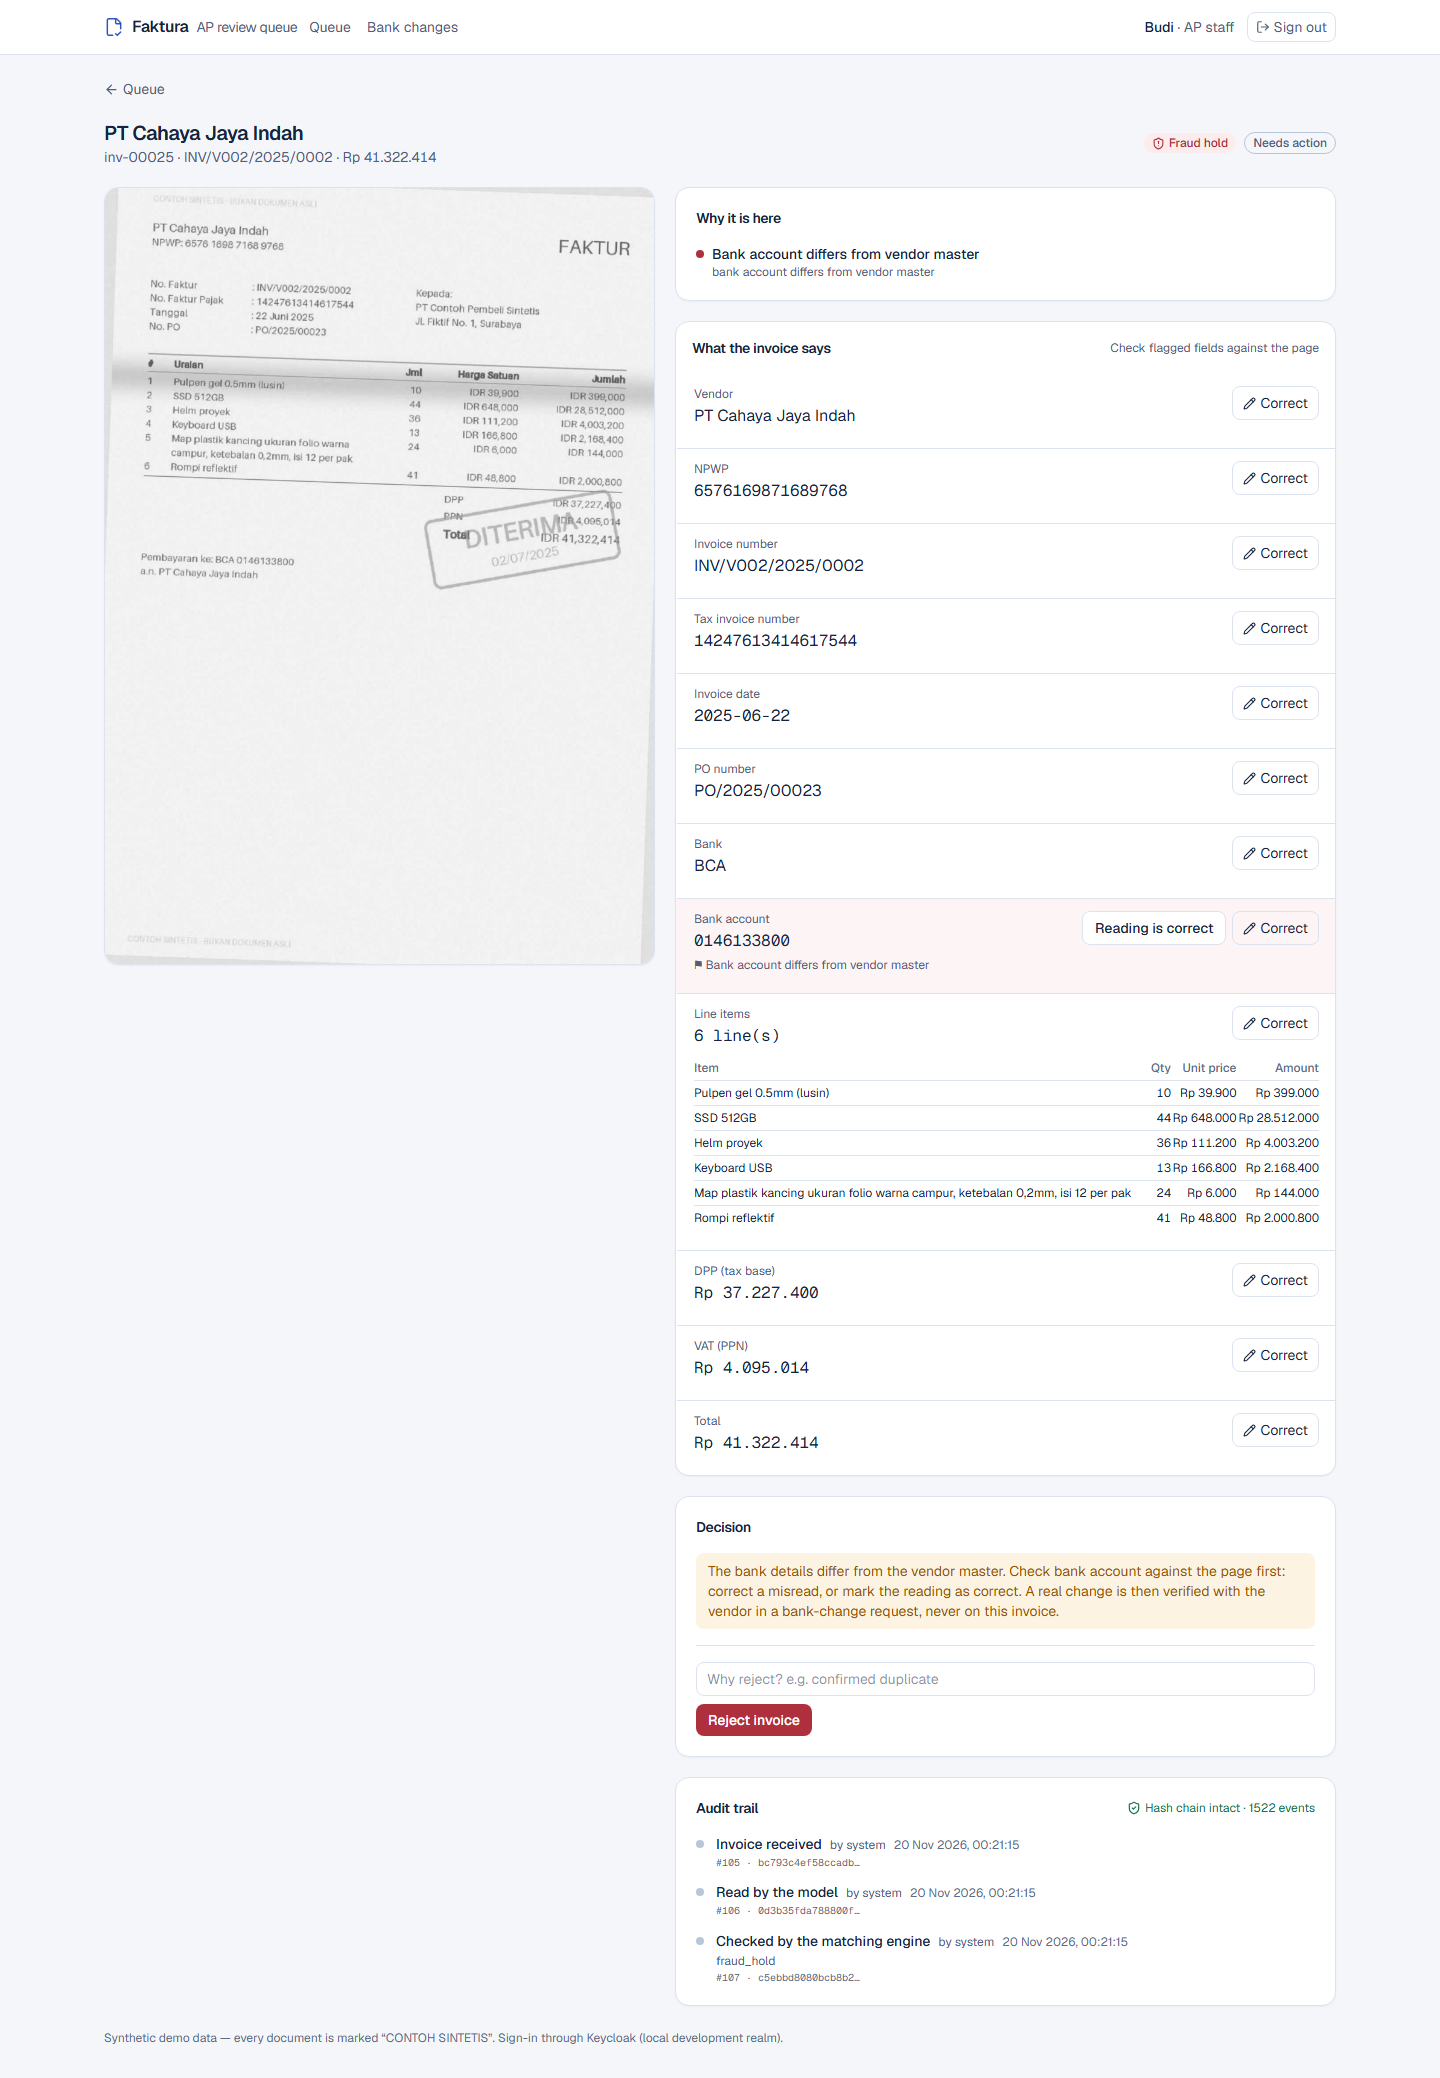 Faktura AP review queue Queue Bank changes
Budi · AP staff Sign out
← Queue
PT Cahaya Jaya Indah
inv-00025 · INV/V002/2025/0002 · Rp 41.322.414
Fraud hold Needs action
CONTOH SINTETIS - BUKAN DOKUMEN ASLI
PT Cahaya Jaya Indah
NPWP: 6576 1698 7168 9768
FAKTUR
No. Faktur : INV/V002/2025/0002
No. Faktur Pajak : 14247613414617544
Tanggal : 22 Juni 2025
No. PO : PO/2025/00023
Kepada:
PT Contoh Pembeli Sintetis
JL Fiktif No. 1, Surabaya
# Uraian Jml Harga Satuan Jumlah
1 Pulpen gel 0.5mm (lusin) 10 IDR 39,900 IDR 399,000
2 SSD 512GB 44 IDR 648,000 IDR 28,512,000
3 Helm proyek 36 IDR 111,200 IDR 4,003,200
4 Keyboard USB 13 IDR 166,800 IDR 2,168,400
5 Map plastik kancing ukuran folio warna 24 IDR 6,000 IDR 144,000
campur, ketebalan 0,2mm, isi 12 per pak
6 Rompi reflektif 41 IDR 48,800 IDR 2,000,800
DPP IDR 37,227,400
PPN IDR 4,095,014
Total IDR 41,322,414
DITERIMA
02/07/2025
Pembayaran ke: BCA 0146133800
a.n. PT Cahaya Jaya Indah
CONTOH SINTETIS - BUKAN DOKUMEN ASLI
Why it is here
Bank account differs from vendor master
bank account differs from vendor master
What the invoice says Check flagged fields against the page
Vendor
PT Cahaya Jaya Indah
Correct
NPWP
6576169871689768
Correct
Invoice number
INV/V002/2025/0002
Correct
Tax invoice number
14247613414617544
Correct
Invoice date
2025-06-22
Correct
PO number
PO/2025/00023
Correct
Bank
BCA
Correct
Bank account
0146133800
Reading is correct Correct
Bank account differs from vendor master
Line items
6 line(s)
Correct
Item Qty Unit price Amount
Pulpen gel 0.5mm (lusin) 10 Rp 39.900 Rp 399.000
SSD 512GB 44 Rp 648.000 Rp 28.512.000
Helm proyek 36 Rp 111.200 Rp 4.003.200
Keyboard USB 13 Rp 166.800 Rp 2.168.400
Map plastik kancing ukuran folio warna campur, ketebalan 0,2mm, isi 12 per pak 24 Rp 6.000 Rp 144.000
Rompi reflektif 41 Rp 48.800 Rp 2.000.800
DPP (tax base)
Rp 37.227.400
Correct
VAT (PPN)
Rp 4.095.014
Correct
Total
Rp 41.322.414
Correct
Decision
The bank details differ from the vendor master. Check bank account against the page first:
correct a misread, or mark the reading as correct. A real change is then verified with the
vendor in a bank-change request, never on this invoice.
Why reject? e.g. confirmed duplicate
Reject invoice
Audit trail Hash chain intact · 1522 events
Invoice received by system 20 Nov 2026, 00:21:15
#105 · bc793c4ef58ccadb…
Read by the model by system 20 Nov 2026, 00:21:15
#106 · 0d3b35fda788800f…
Checked by the matching engine by system 20 Nov 2026, 00:21:15
fraud_hold
#107 · c5ebbd8080bcb8b2…
Synthetic demo data — every document is marked “CONTOH SINTETIS”. Sign-in through Keycloak (local development realm).